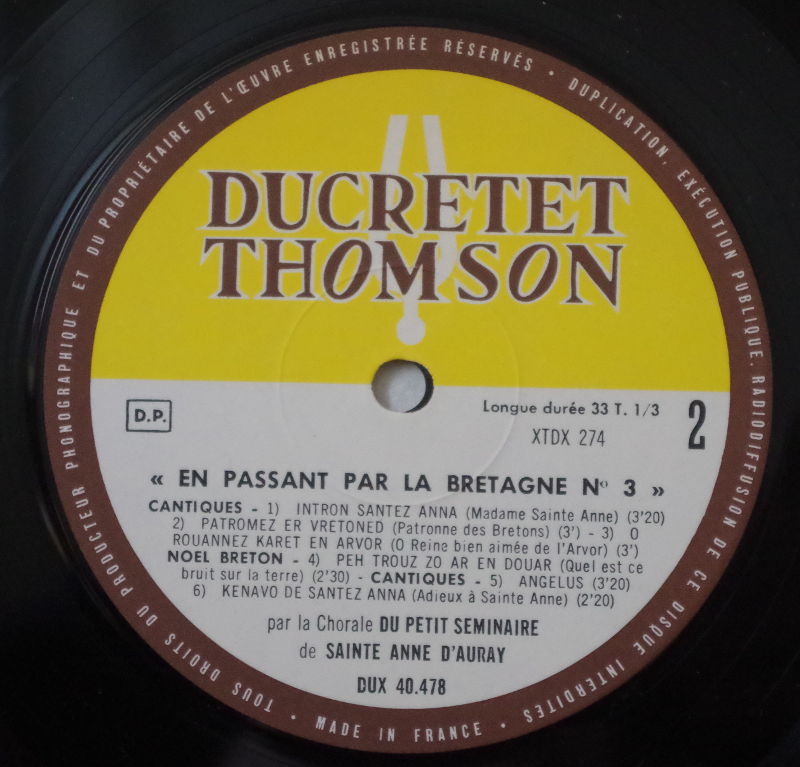 TOUS DROITS DU PRODUCTEUR PHONOGRAPHIQUE ET DU PROPRIÉTAIRE DE L'ŒUVRE ENREGISTRÉE RÉSERVÉS • DUPLICATION, EXÉCUTION PUBLIQUE, RADIODIFFUSION DE CE DISQUE INTERDITES •
DUCRETET
THOMSON
D.P.
Longue durée 33 T. 1/3
XTDX 274
2
« EN PASSANT PAR LA BRETAGNE N° 3 »
CANTIQUES - 1) INTRON SANTEZ ANNA (Madame Sainte Anne) (3'20)
2) PATROMEZ ER VRETONED (Patronne des Bretons) (3') - 3) O
ROUANNEZ KARET EN ARVOR (O Reine bien aimée de l'Arvor) (3')
NOEL BRETON - 4) PEH TROUZ ZO AR EN DOUAR (Quel est ce
bruit sur la terre) (2'30) - CANTIQUES - 5) ANGELUS (3'20)
6) KENAVO DE SANTEZ ANNA (Adieux à Sainte Anne) (2'20)
par la Chorale DU PETIT SEMINAIRE
de SAINTE ANNE D'AURAY
DUX 40.478
• MADE IN FRANCE •